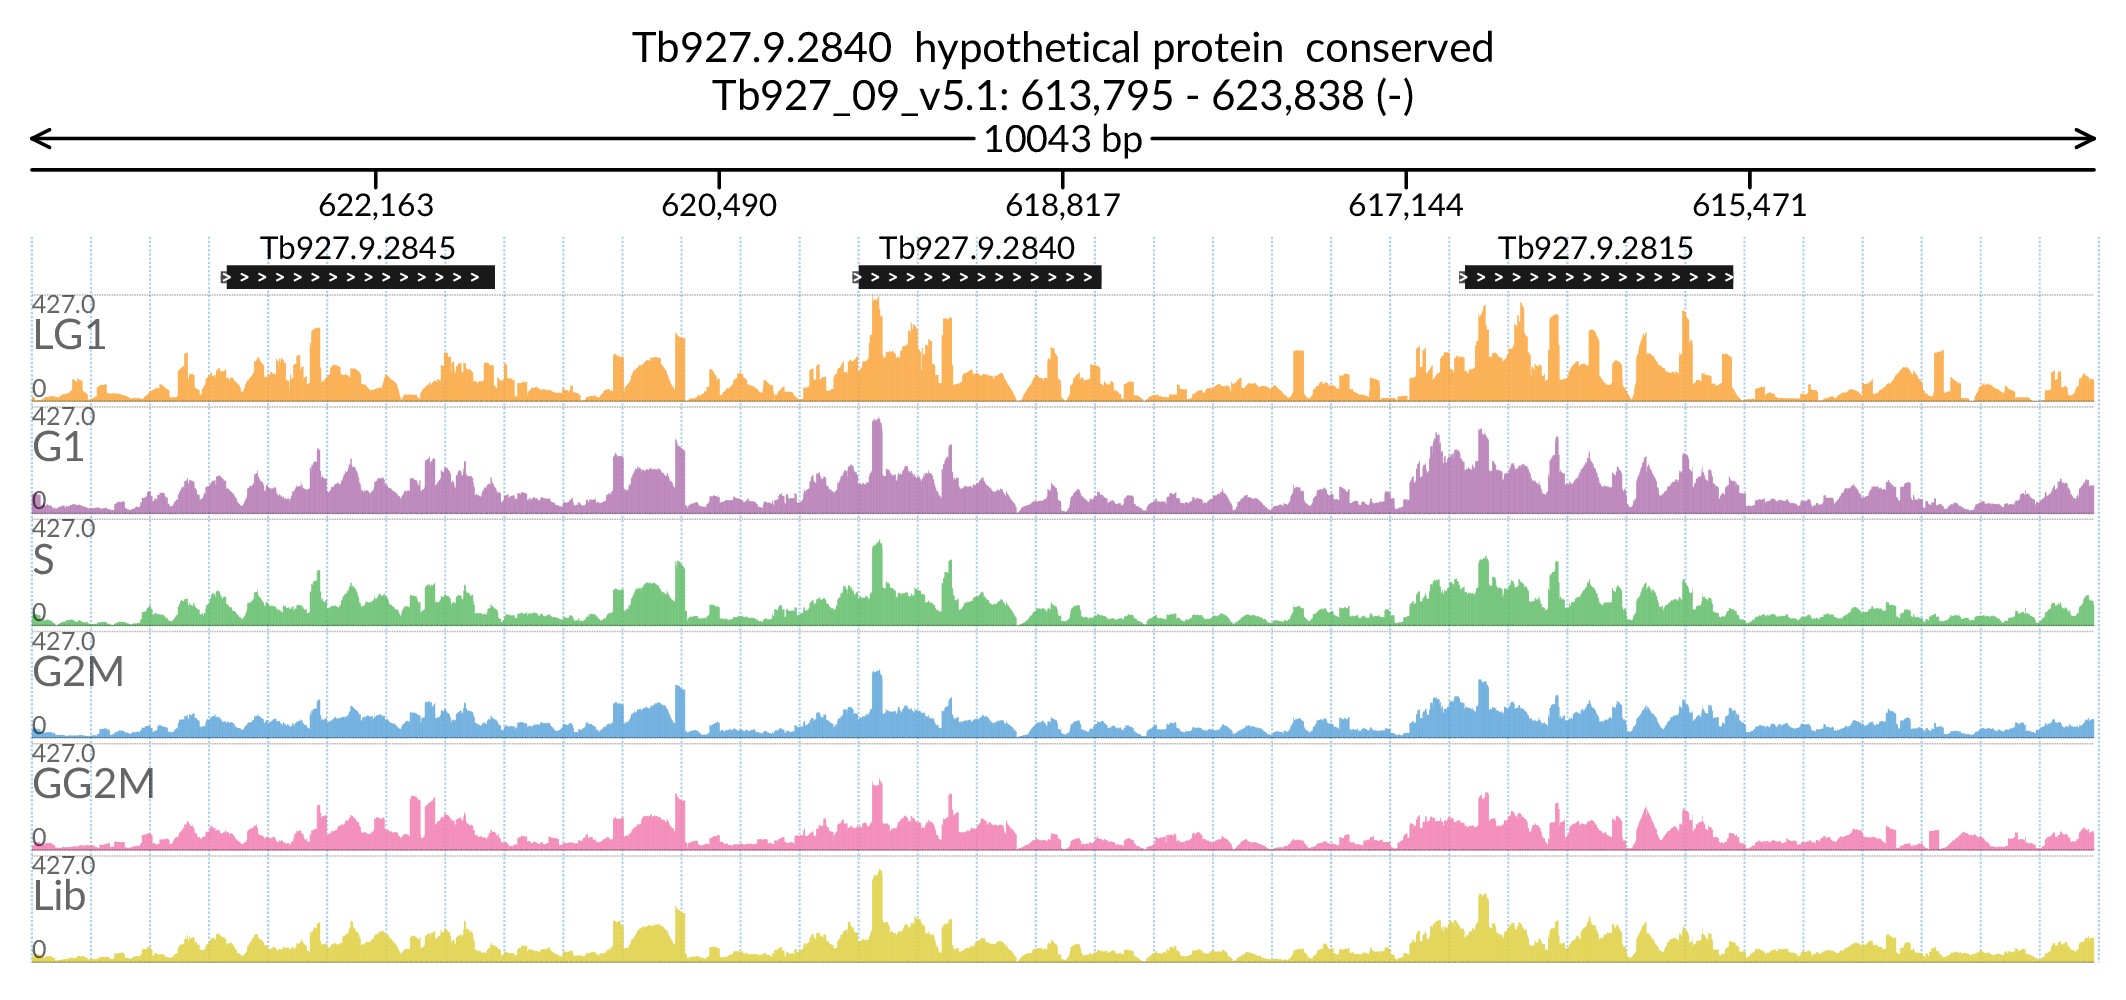 Tb927.9.2840 hypothetical protein conserved
Tb927_09_v5.1: 613,795 - 623,838 (-)
10043 bp
622,163 620,490 618,817 617,144 615,471
Tb927.9.2845 Tb927.9.2840 Tb927.9.2815
427.0
LG1
0
427.0
G1
0
427.0
S
0
427.0
G2M
0
427.0
GG2M
0
427.0
Lib
0